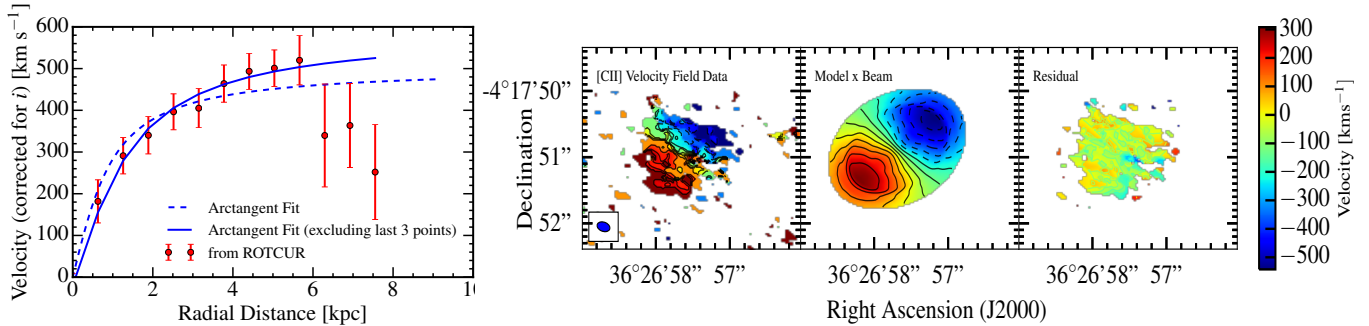 Velocity (corrected for i) [km s⁻¹]
600
500
400
300
200
100
0
0
2
4
6
8
10
Radial Distance [kpc]
Arctangent Fit
Arctangent Fit (excluding last 3 points)
from ROTCUR
Declination
-4°17'50"
51"
52"
[CII] Velocity Field Data
Model x Beam
Residual
36°26'58" 57"
36°26'58" 57"
36°26'58" 57"
Right Ascension (J2000)
300
200
100
0
−100
−200
−300
−400
−500
Velocity [kms⁻¹]